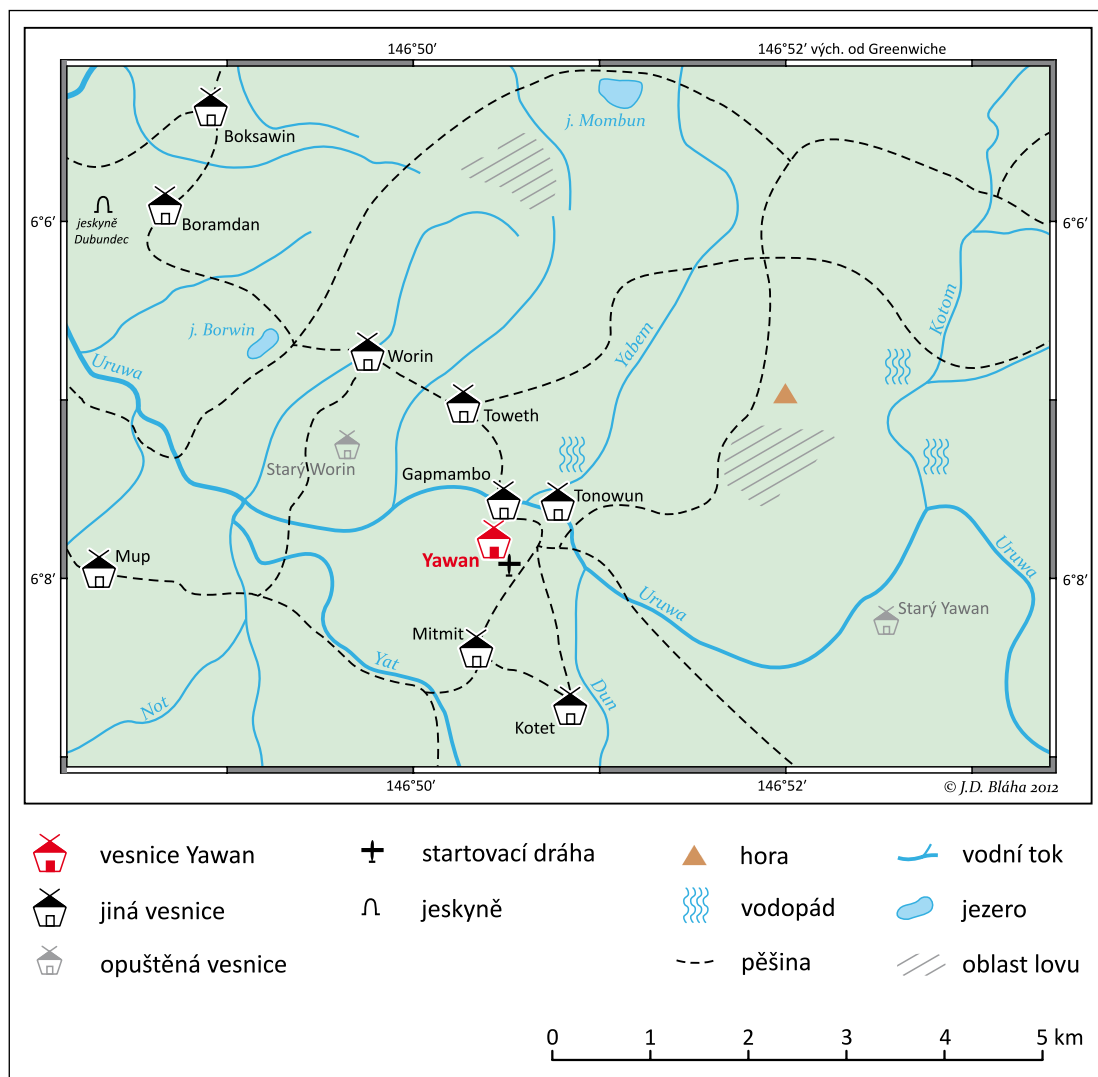 146°50′
146°52′ vých. od Greenwiche
j. Mombun
Boksawin
jeskyně
Dubundec
Boramdan
6°6′
6°6′
j. Borwin
Kotom
Uruwa
Worin
Yabem
Toweth
Starý Worin
Gapmambo
Tonowun
Yawan
Mup
Uruwa
6°8′
6°8′
Uruwa
Starý Yawan
Mitmit
Yat
Not
Dun
Kotet
146°50′
146°52′
© J.D. Bláha 2012
vesnice Yawan
startovací dráha
hora
vodní tok
jiná vesnice
jeskyně
vodopád
jezero
opuštěná vesnice
pěšina
oblast lovu
0 1 2 3 4 5 km